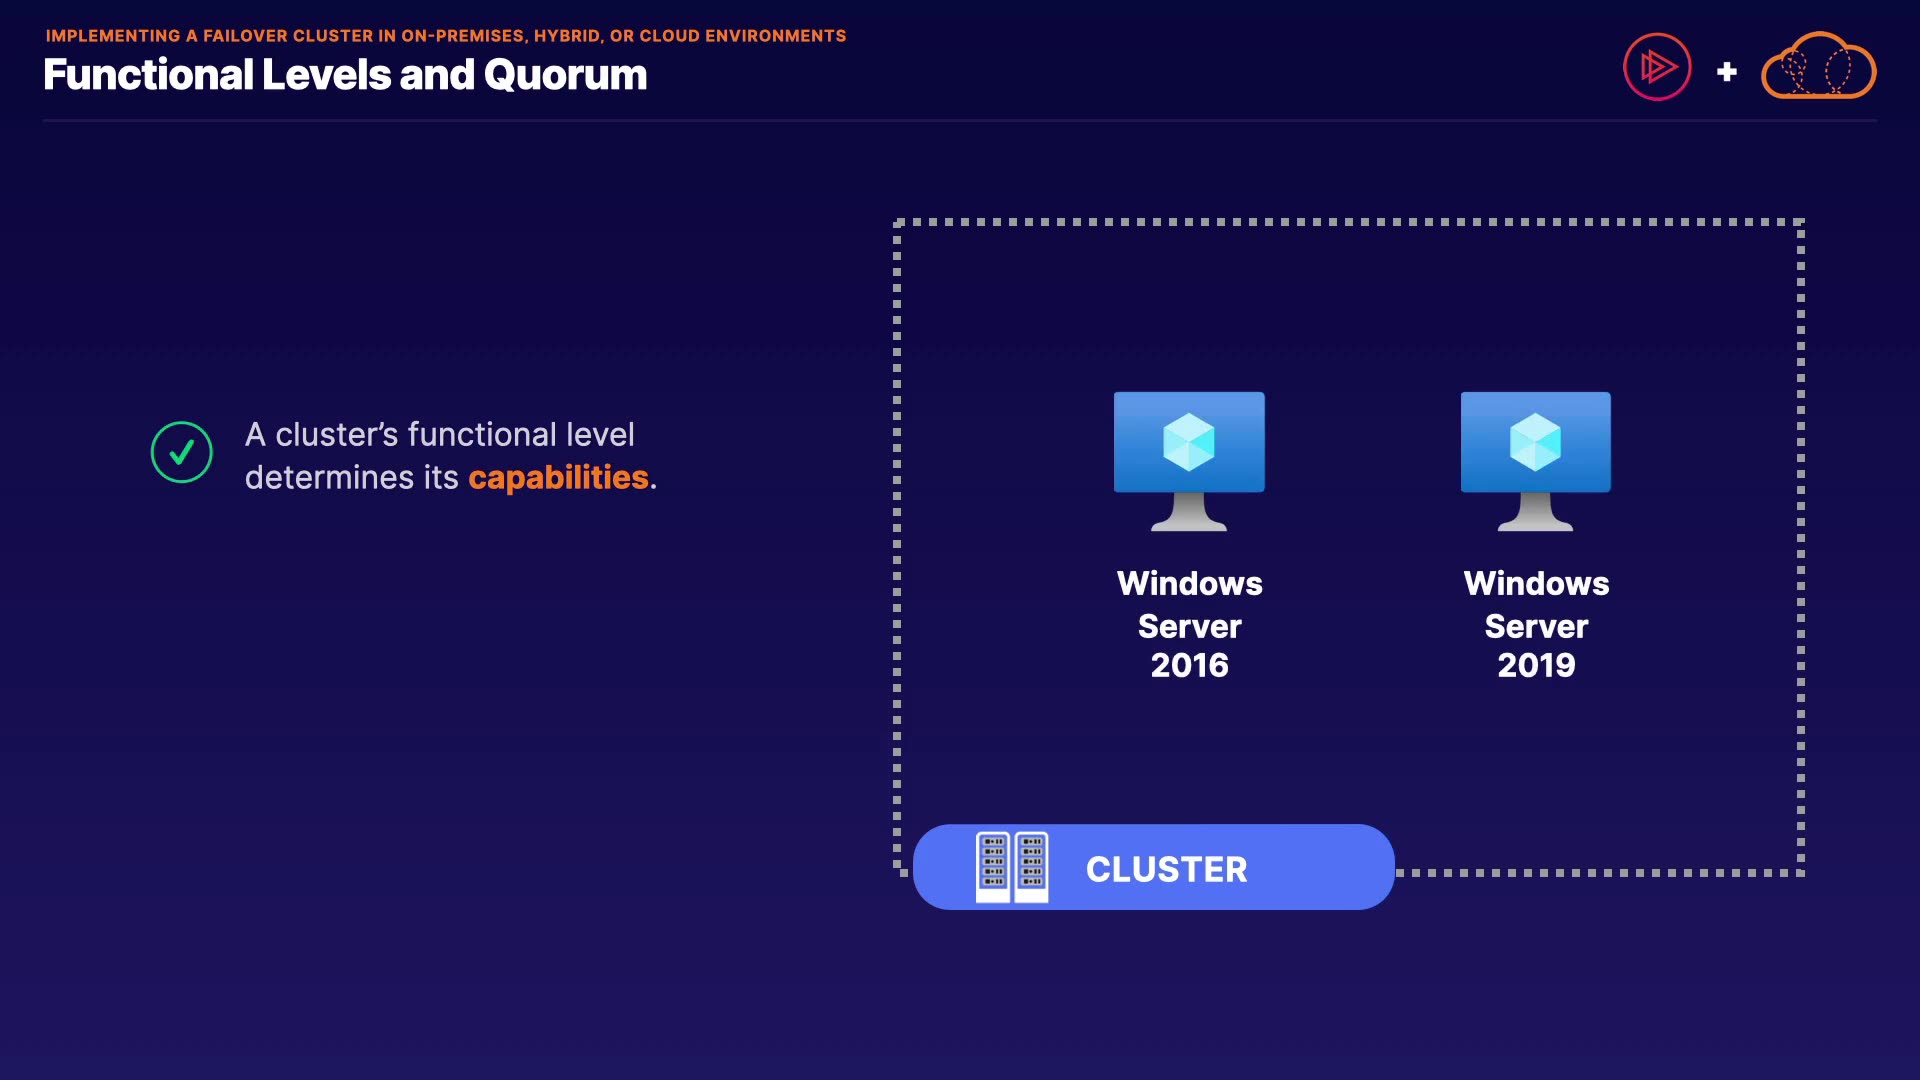 IMPLEMENTING A FAILOVER CLUSTER IN ON-PREMISES, HYBRID, OR CLOUD ENVIRONMENTS
Functional Levels and Quorum
A cluster’s functional level
determines its capabilities.
Windows
Server
2016
Windows
Server
2019
CLUSTER